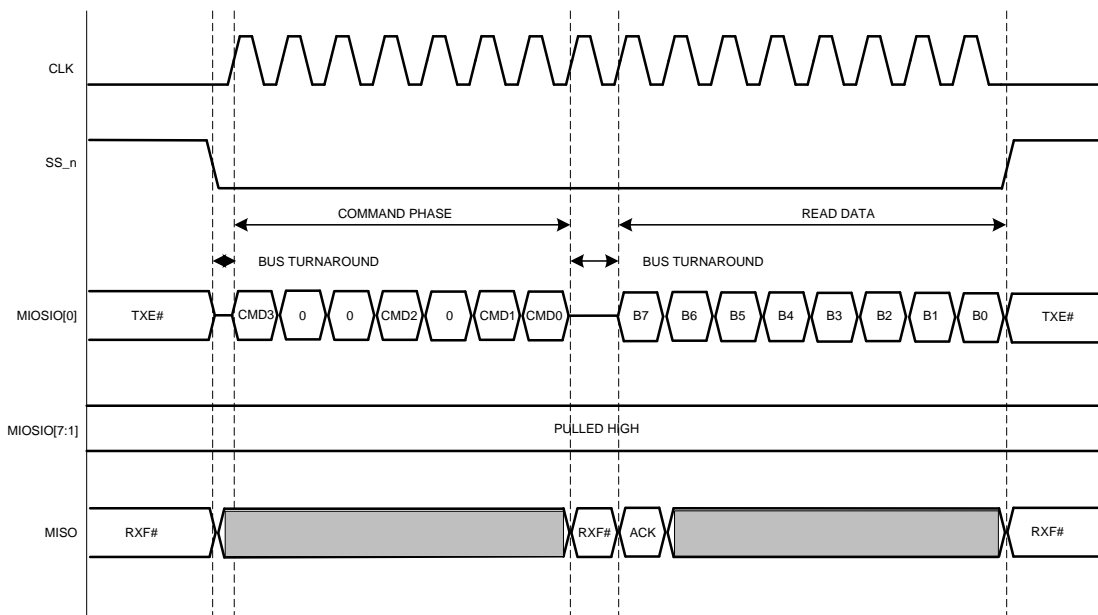 CLK
SS_n
COMMAND PHASE READ DATA
BUS TURNAROUND BUS TURNAROUND
MIOSIO[0] TXE# CMD3 0 0 CMD2 0 CMD1 CMD0 B7 B6 B5 B4 B3 B2 B1 B0 TXE#
MIOSIO[7:1] PULLED HIGH
MISO RXF# RXF# ACK RXF#